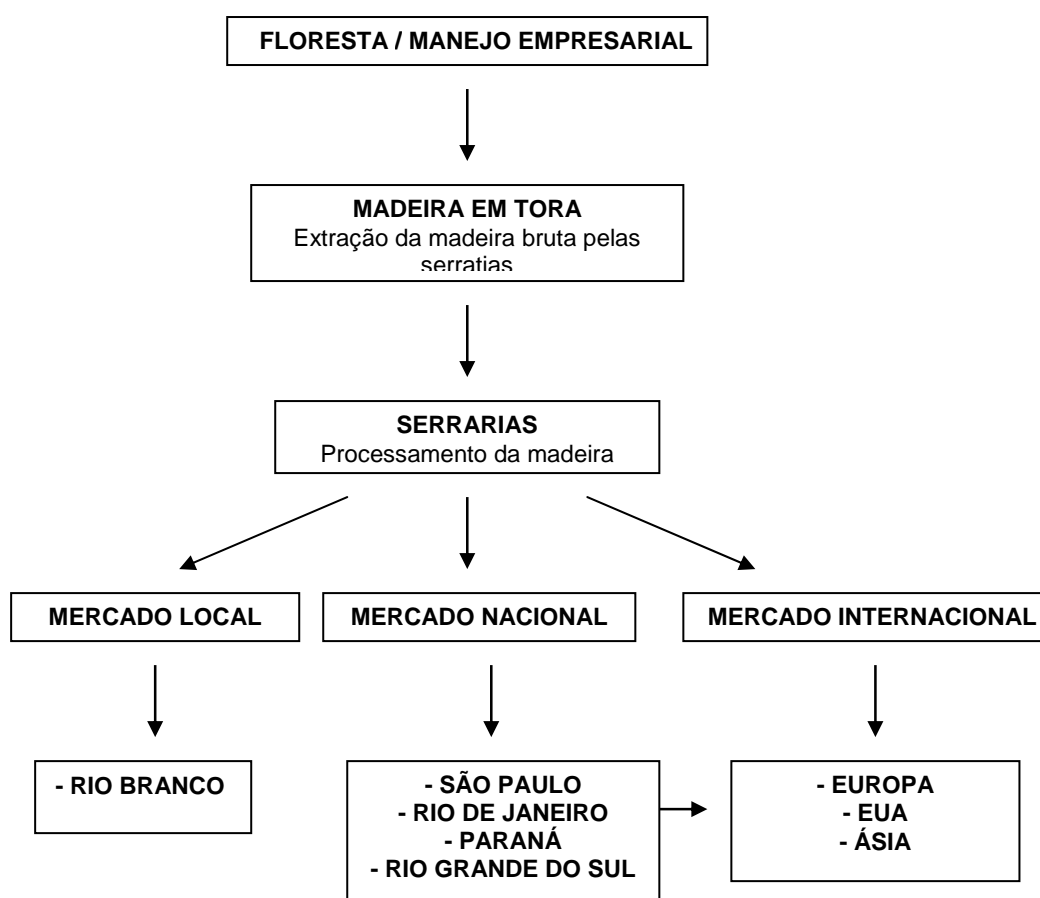 FLORESTA / MANEJO EMPRESARIAL
MADEIRA EM TORA
Extração da madeira bruta pelas
serratias
SERRARIAS
Processamento da madeira
MERCADO LOCAL
MERCADO NACIONAL
MERCADO INTERNACIONAL
- RIO BRANCO
- SÃO PAULO
- RIO DE JANEIRO
- PARANÁ
- RIO GRANDE DO SUL
- EUROPA
- EUA
- ÁSIA